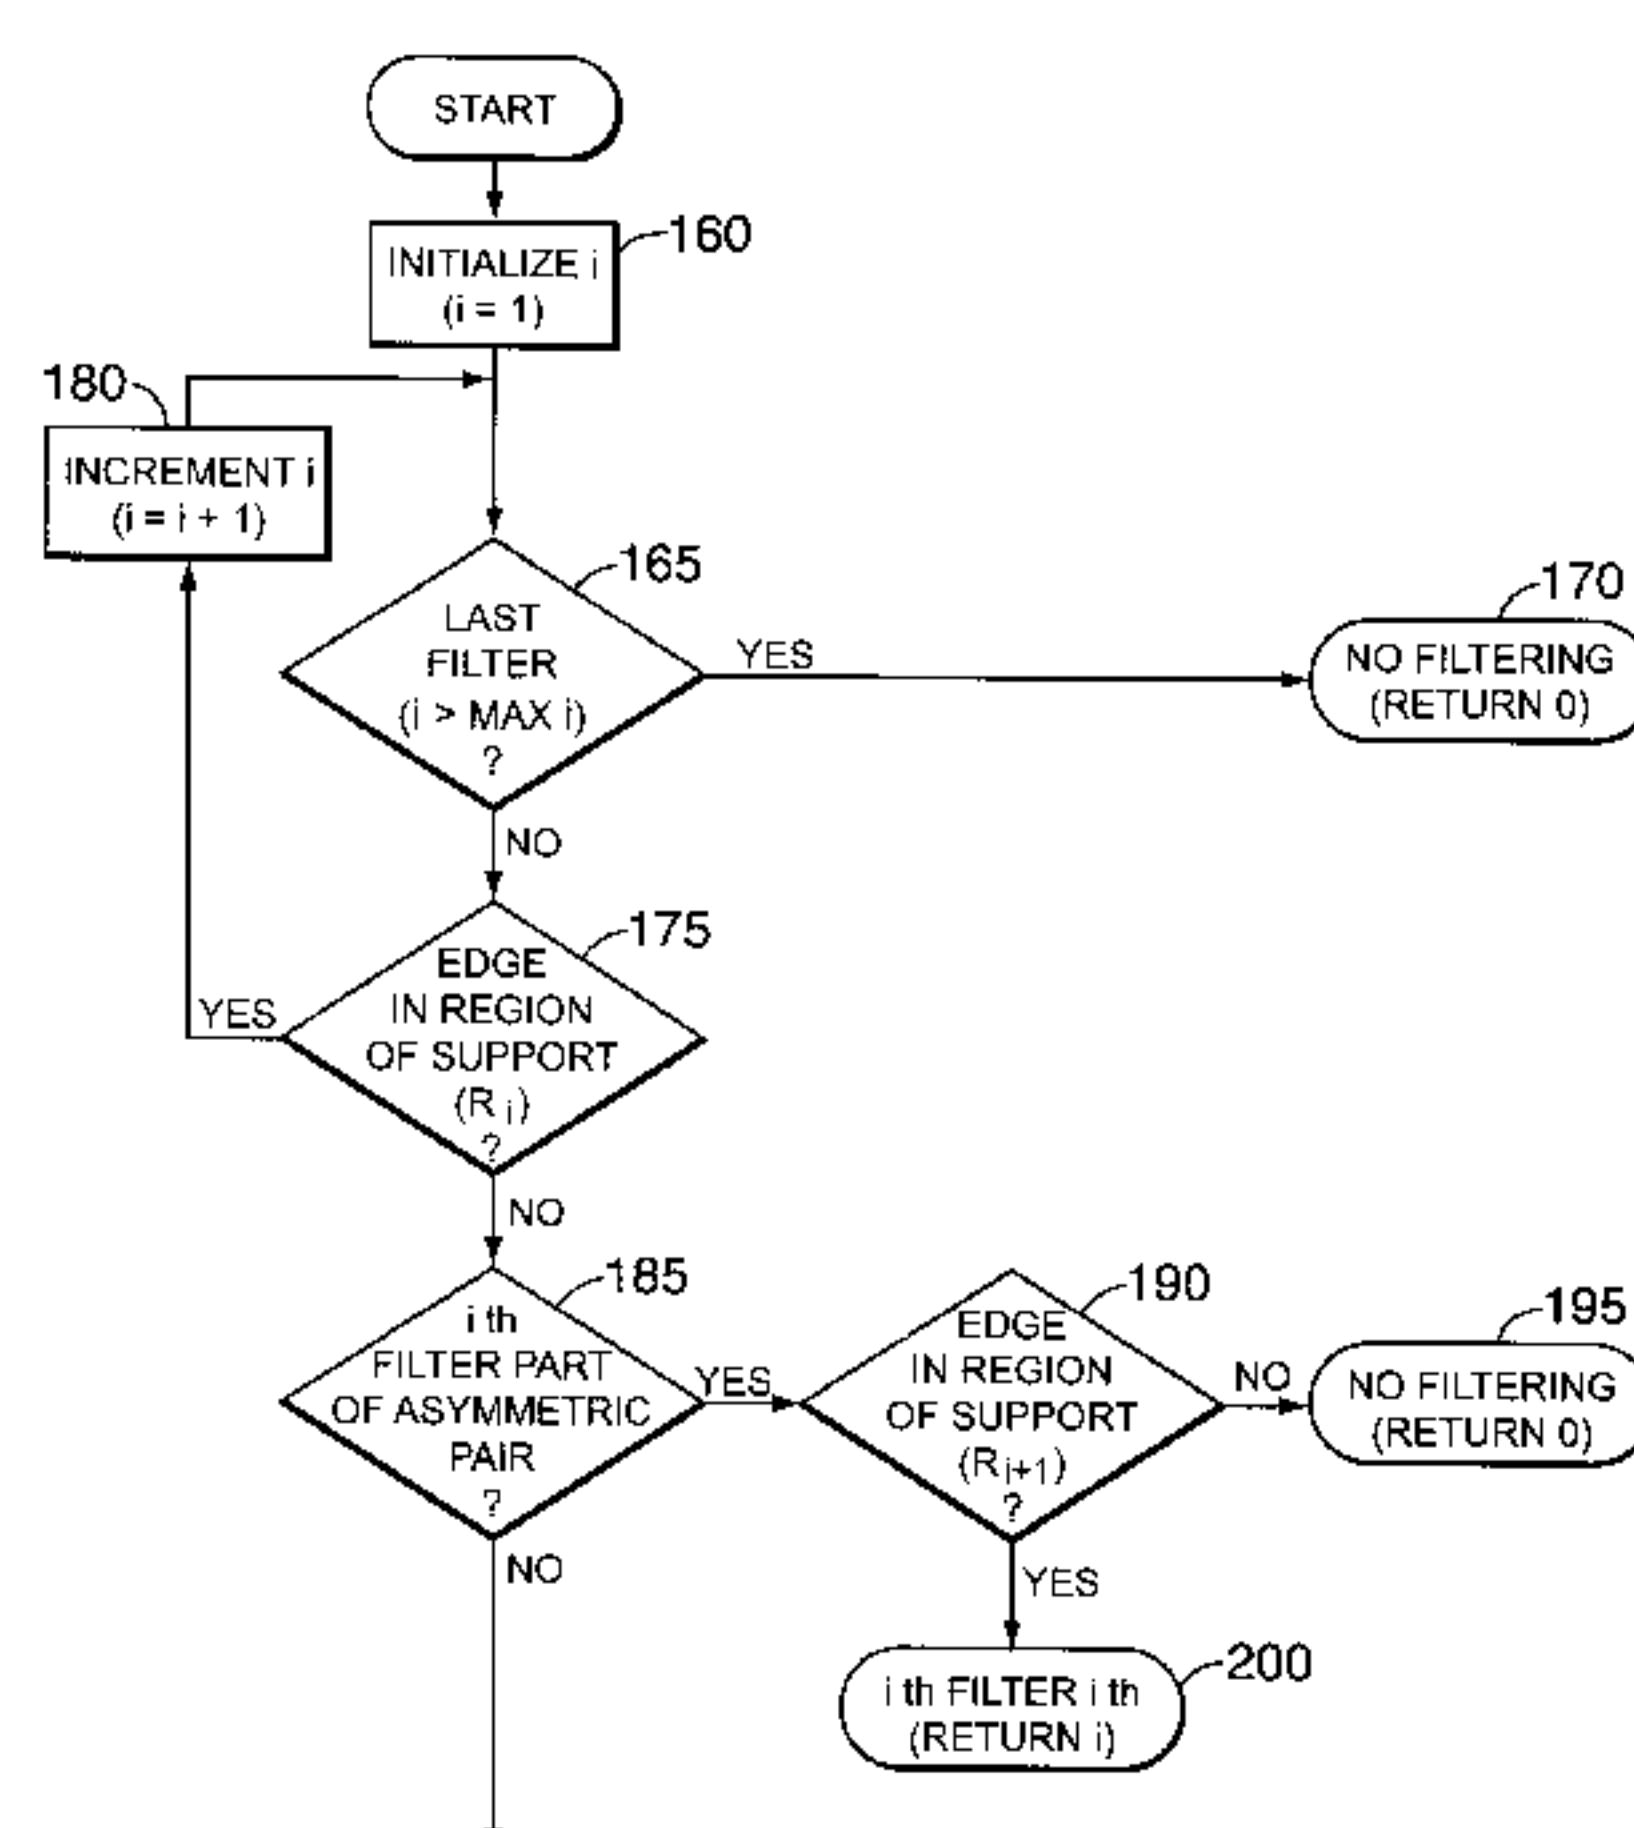 START
160
INITIALIZE i
(i = 1)
180
INCREMENT i
(i = i + 1)
165
LAST
FILTER
(i > MAX i)
?
YES
170
NO FILTERING
(RETURN 0)
NO
175
EDGE
IN REGION
OF SUPPORT
(R i)
?
YES
NO
185
i th
FILTER PART
OF ASYMMETRIC
PAIR
?
YES
190
EDGE
IN REGION
OF SUPPORT
(R i+1)
?
NO
195
NO FILTERING
(RETURN 0)
NO
YES
200
i th FILTER i th
(RETURN i)